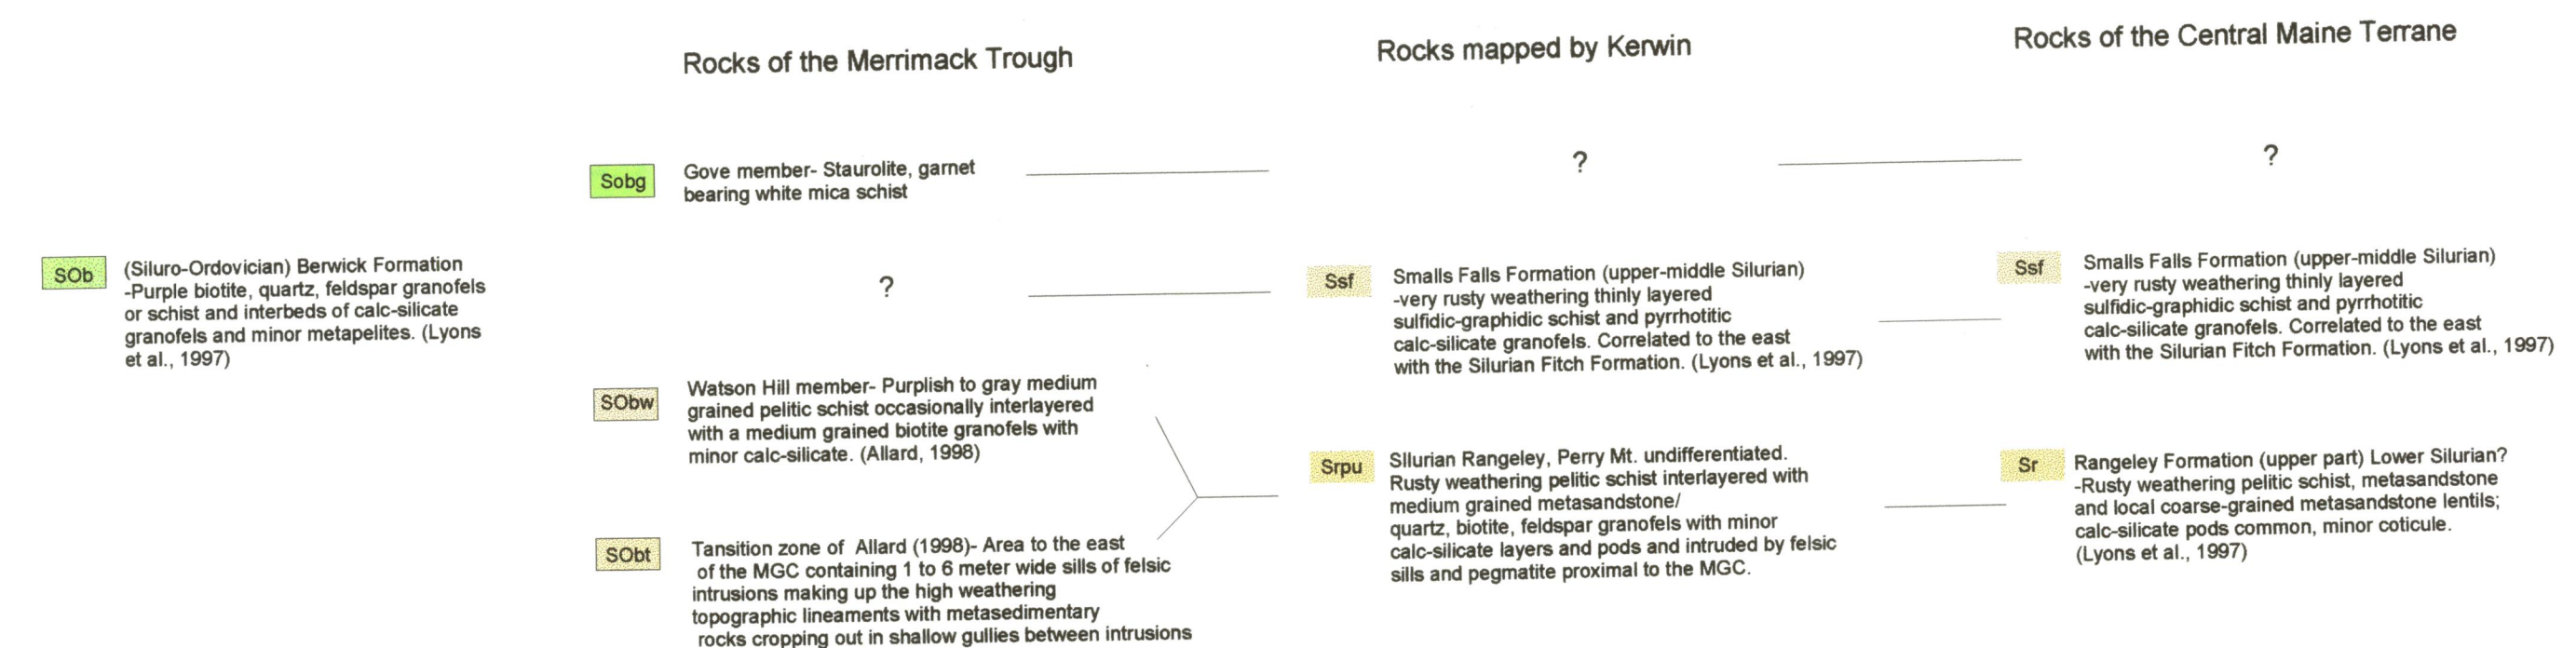 Rocks of the Merrimack Trough
Rocks mapped by Kerwin
Rocks of the Central Maine Terrane
Sobg
Gove member- Staurolite, garnet
bearing white mica schist
?
?
SOb
(Siluro-Ordovician) Berwick Formation
-Purple biotite, quartz, feldspar granofels
or schist and interbeds of calc-silicate
granofels and minor metapelites. (Lyons
et al., 1997)
?
Ssf
Smalls Falls Formation (upper-middle Silurian)
-very rusty weathering thinly layered
sulfidic-graphidic schist and pyrrhotitic
calc-silicate granofels. Correlated to the east
with the Silurian Fitch Formation. (Lyons et al., 1997)
Ssf
Smalls Falls Formation (upper-middle Silurian)
-very rusty weathering thinly layered
sulfidic-graphidic schist and pyrrhotitic
calc-silicate granofels. Correlated to the east
with the Silurian Fitch Formation. (Lyons et al., 1997)
SObw
Watson Hill member- Purplish to gray medium
grained pelitic schist occasionally interlayered
with a medium grained biotite granofels with
minor calc-silicate. (Allard, 1998)
SObt
Tansition zone of Allard (1998)- Area to the east
of the MGC containing 1 to 6 meter wide sills of felsic
intrusions making up the high weathering
topographic lineaments with metasedimentary
rocks cropping out in shallow gullies between intrusions
Srpu
SIlurian Rangeley, Perry Mt. undifferentiated.
Rusty weathering pelitic schist interlayered with
medium grained metasandstone/
quartz, biotite, feldspar granofels with minor
calc-silicate layers and pods and intruded by felsic
sills and pegmatite proximal to the MGC.
Sr
Rangeley Formation (upper part) Lower Silurian?
-Rusty weathering pelitic schist, metasandstone
and local coarse-grained metasandstone lentils;
calc-silicate pods common, minor coticule.
(Lyons et al., 1997)